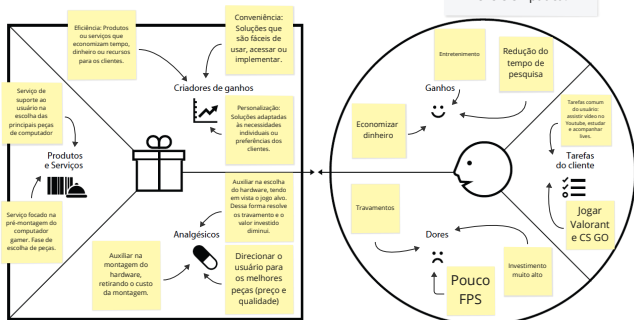 Eficiência: Produtos
ou serviços que
economizam tempo,
dinheiro ou recursos
para os clientes.
Conveniência:
Soluções que
são fáceis de
usar, acessar ou
implementar.
Criadores de ganhos
Personalização:
Soluções adaptadas
às necessidades
individuais ou
preferências dos
clientes.
Serviço de
suporte ao
usuário na
escolha das
principais peças
de computador
Produtos
e Serviços
Serviço focado na
pré-montagem do
computador
gamer. Fase de
escolha de peças.
Auxiliar na escolha
do hardware, tendo
em vista o jogo alvo.
Dessa forma resolve
os travamento e o
valor investido
diminui.
Analgésicos
Auxiliar na
montagem do
hardware,
retirando o custo
da montagem.
Direcionar o
usuário para
os melhores
peças (preço e
qualidade)
Entretenimento
Redução do
tempo de
pesquisa
Ganhos
Economizar
dinheiro
Tarefas comum
do usuário:
assistir vídeo no
Youtube, estudar
e acompanhar
lives.
Tarefas
do cliente
Jogar
Valorant
e CS GO
Travamentos
Dores
Pouco
FPS
Investimento
muito alto